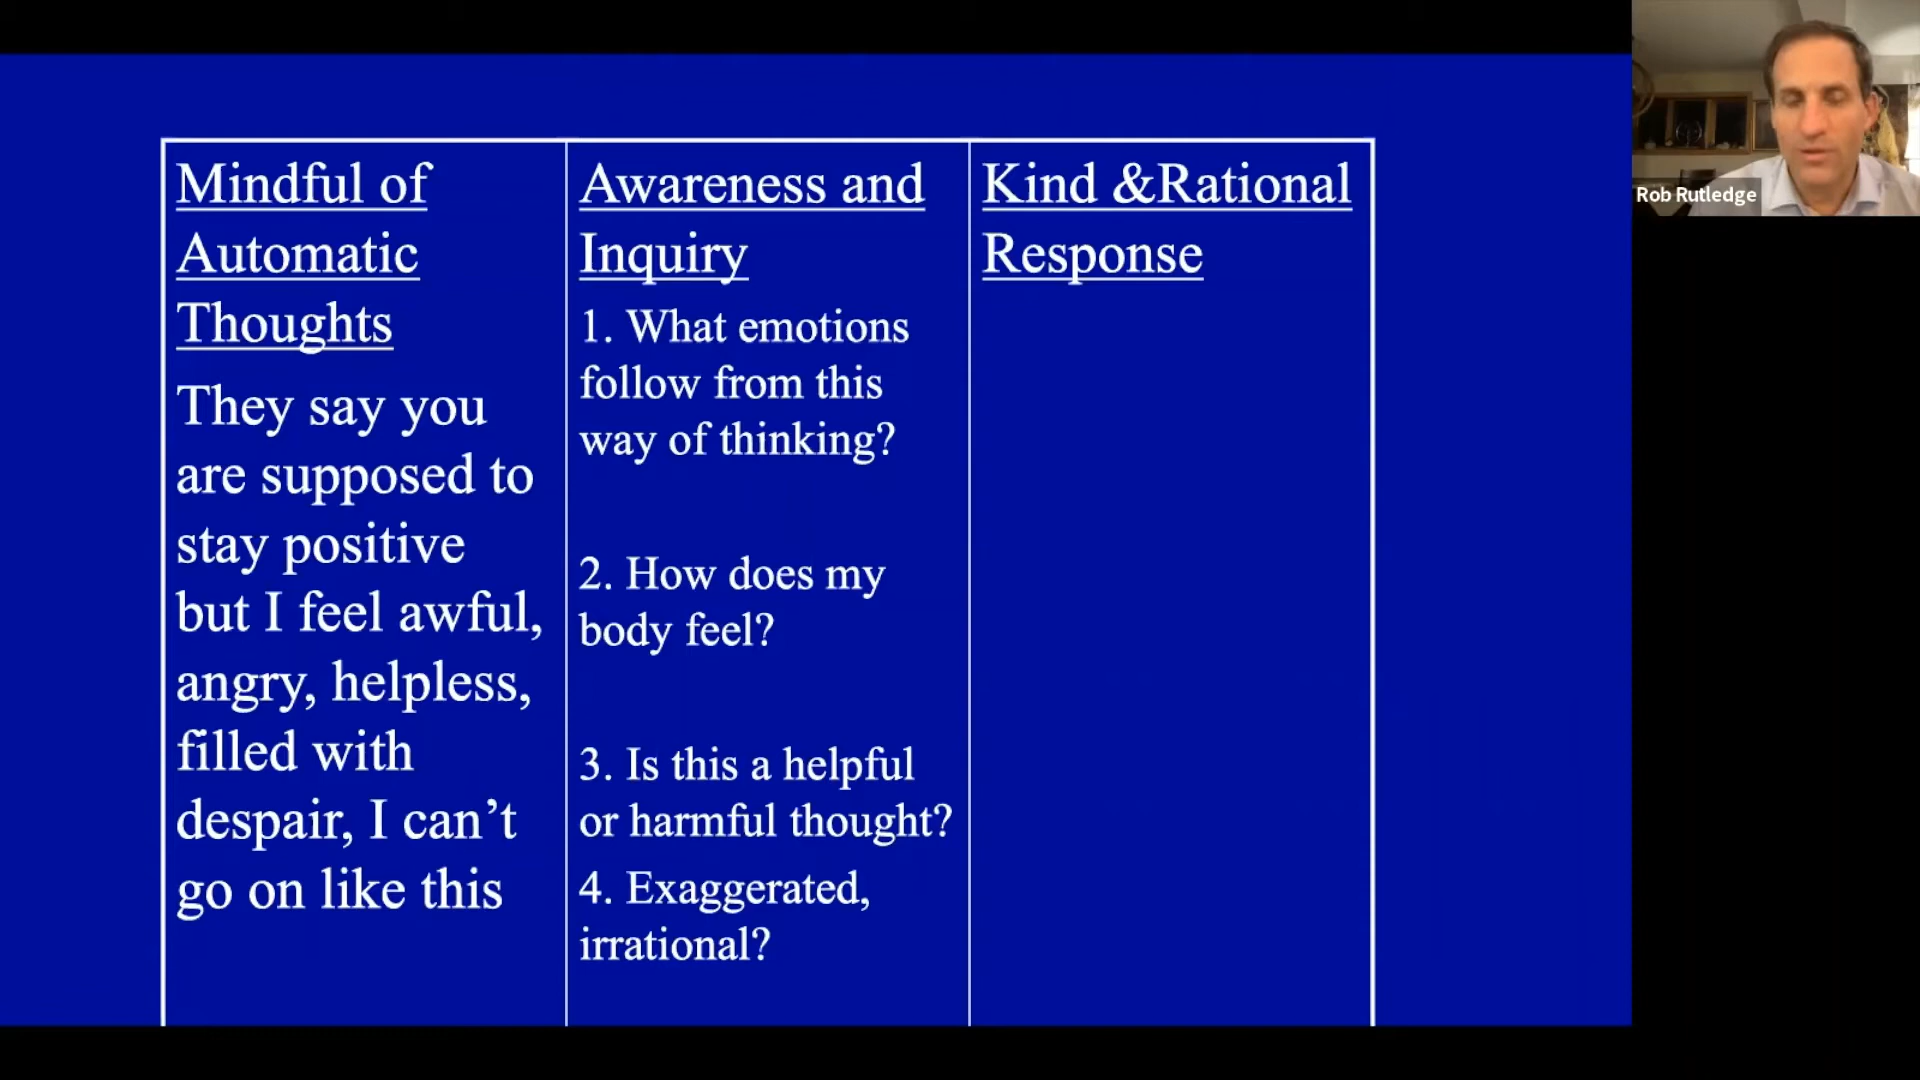 Mindful of
Automatic
Thoughts
They say you
are supposed to
stay positive
but I feel awful,
angry, helpless,
filled with
despair, I can’t
go on like this
Awareness and
Inquiry
1. What emotions
follow from this
way of thinking?
2. How does my
body feel?
3. Is this a helpful
or harmful thought?
4. Exaggerated,
irrational?
Kind &Rational
Response
Rob Rutledge